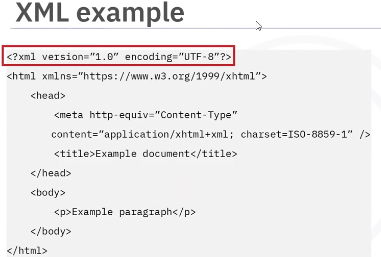 XML example
<?xml version="1.0" encoding="UTF-8"?>
<html xmlns="https://www.w3.org/1999/xhtml">
<head>
<meta http-equiv="Content-Type"
content="application/xhtml+xml; charset=ISO-8859-1" />
<title>Example document</title>
</head>
<body>
<p>Example paragraph</p>
</body>
</html>